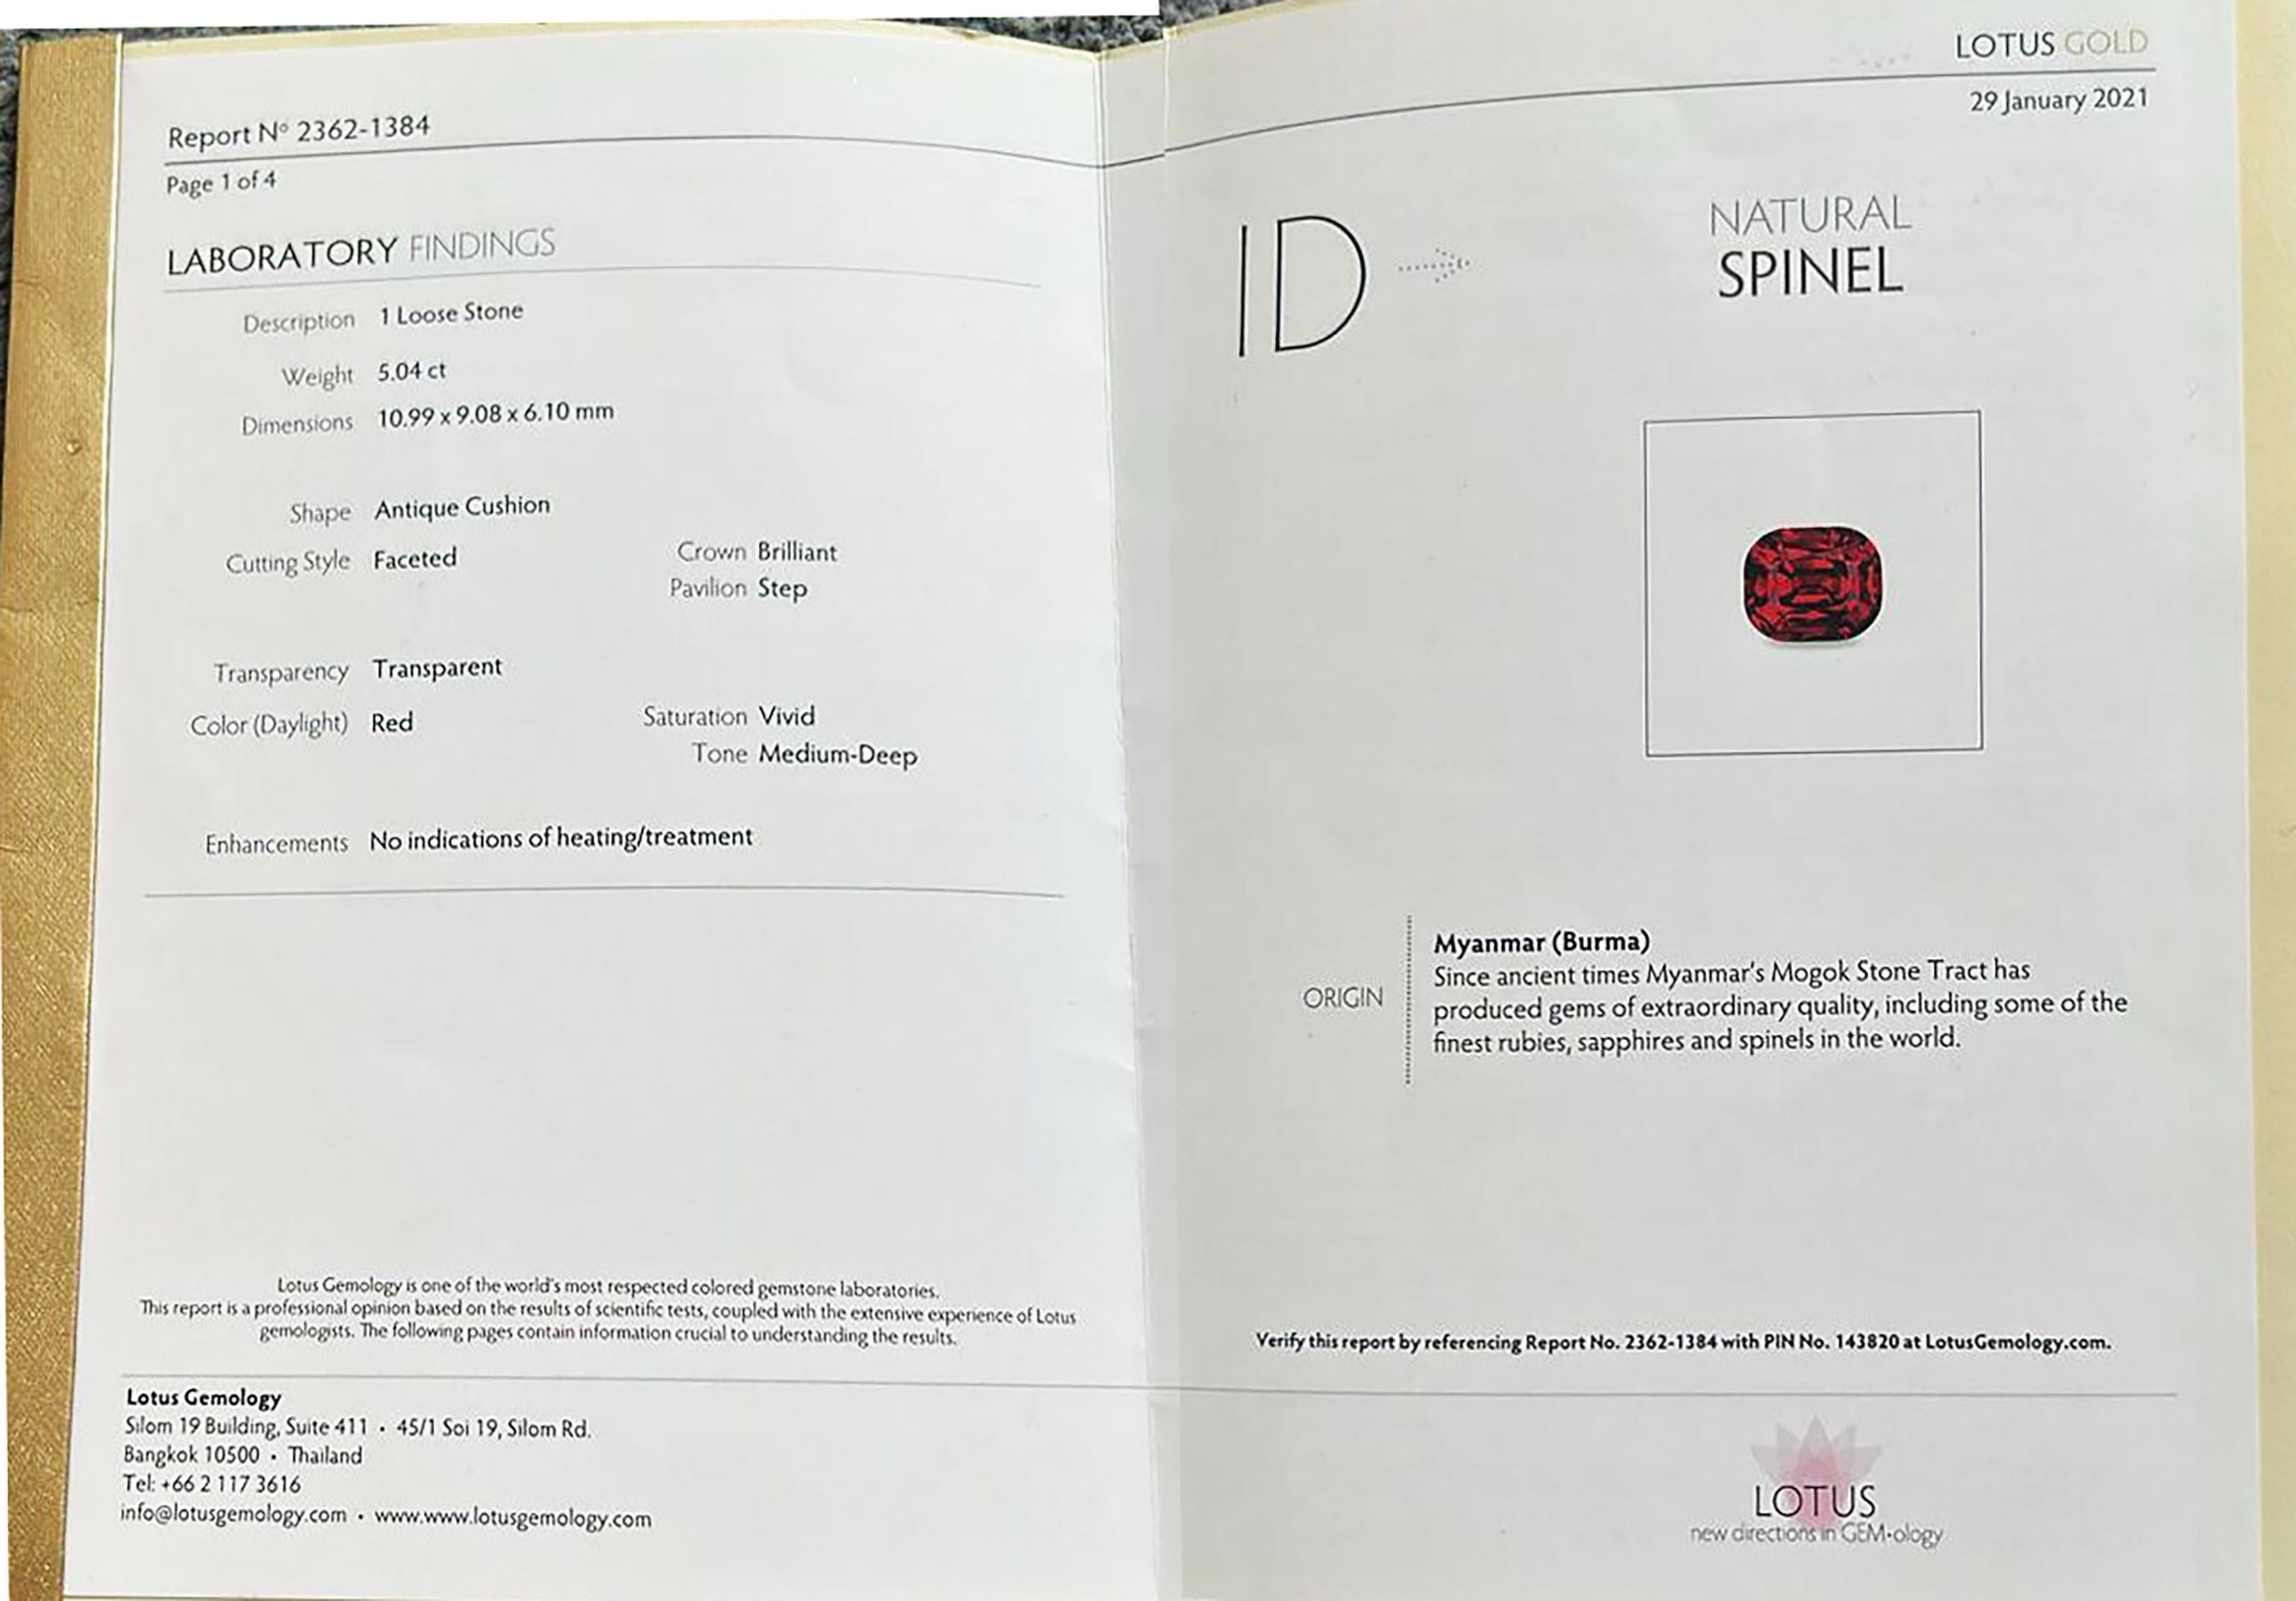 Report Nº 2362-1384
Page 1 of 4
LABORATORY FINDINGS
Description 1 Loose Stone
Weight 5.04 ct
Dimensions 10.99 x 9.08 x 6.10 mm
Shape Antique Cushion
Cutting Style Faceted
Crown Brilliant
Pavilion Step
Transparency Transparent
Color (Daylight) Red
Saturation Vivid
Tone Medium-Deep
Enhancements No indications of heating/treatment
Lotus Gemology is one of the world's most respected colored gemstone laboratories.
This report is a professional opinion based on the results of scientific tests, coupled with the extensive experience of Lotus
gemologists. The following pages contain information crucial to understanding the results.
Lotus Gemology
Silom 19 Building, Suite 411 • 45/1 Soi 19, Silom Rd.
Bangkok 10500 • Thailand
Tel: +66 2 117 3616
info@lotusgemology.com • www.www.lotusgemology.com
LOTUS GOLD
29 January 2021
ID
NATURAL
SPINEL
ORIGIN
Myanmar (Burma)
Since ancient times Myanmar's Mogok Stone Tract has
produced gems of extraordinary quality, including some of the
finest rubies, sapphires and spinels in the world.
Verify this report by referencing Report No. 2362-1384 with PIN No. 143820 at LotusGemology.com.
LOTUS
new directions in GEM•ology